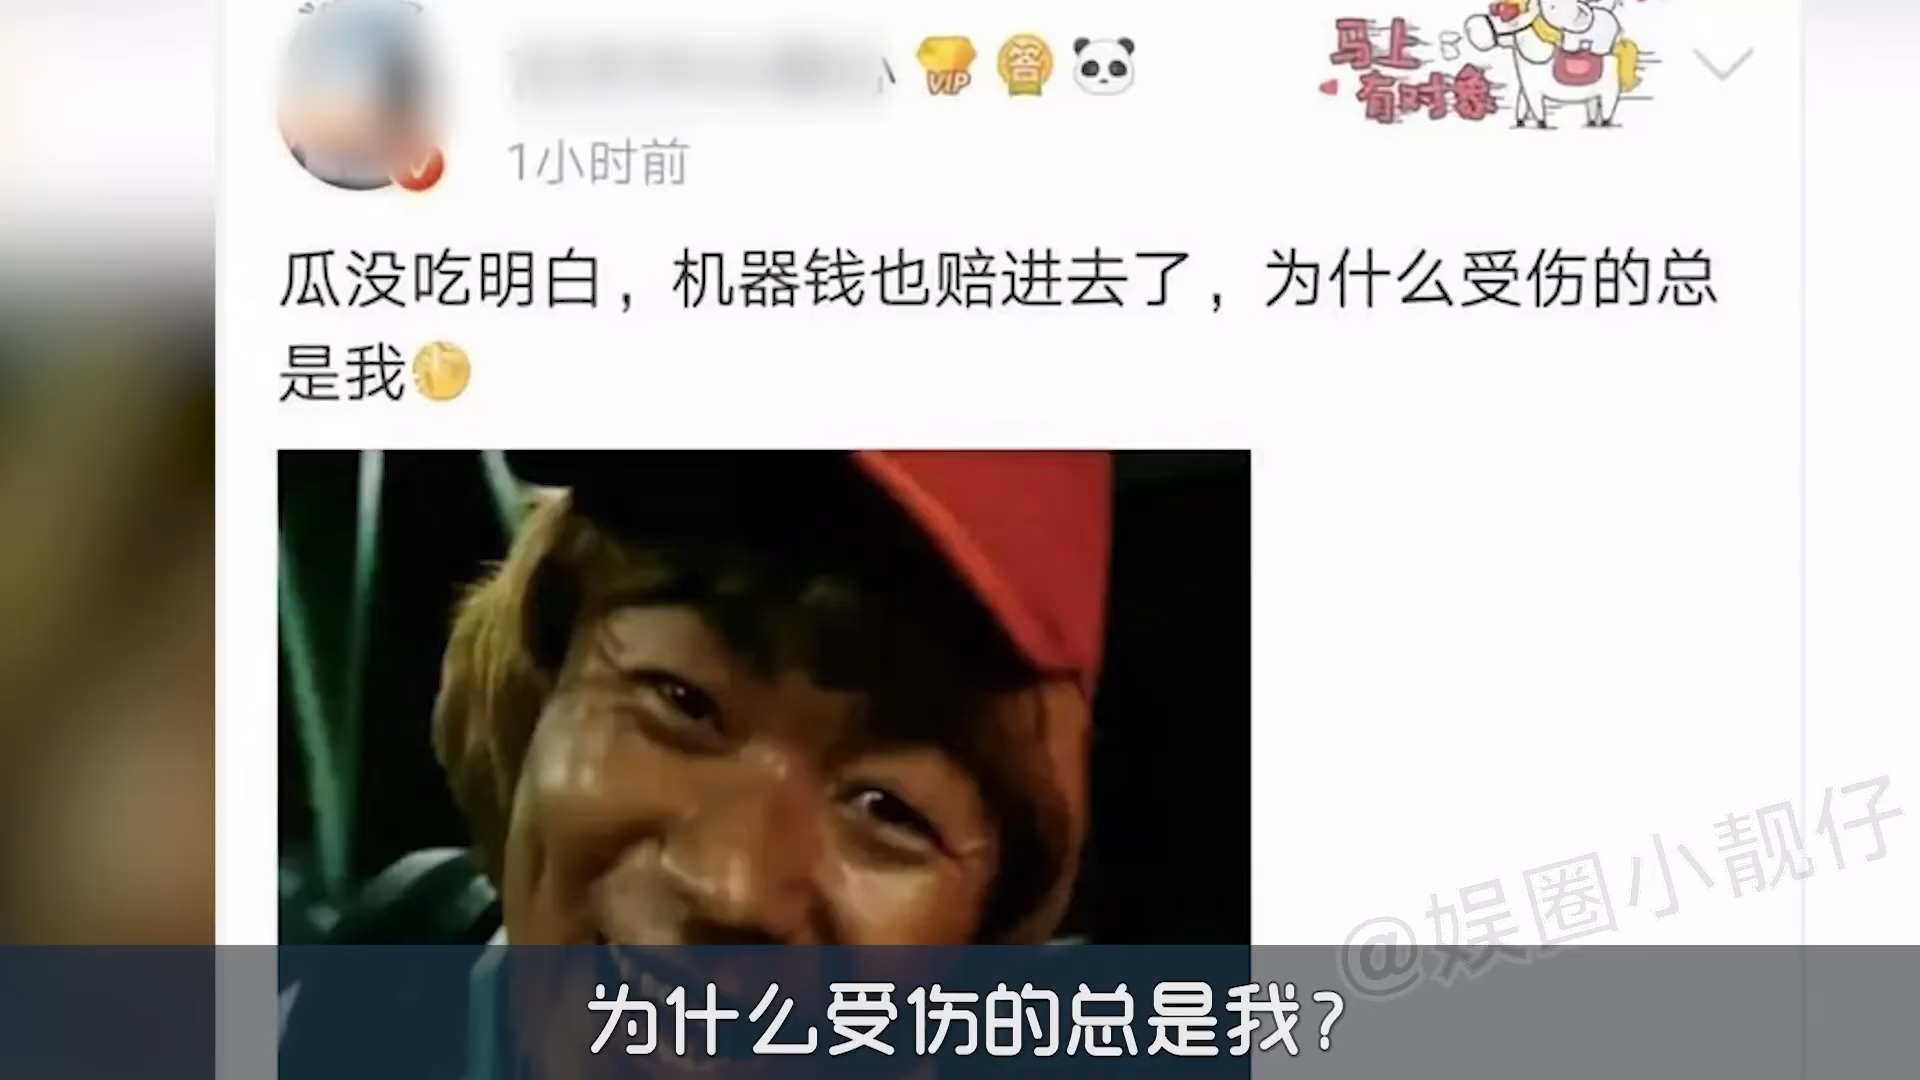 VIP
答
马上
有对象
1小时前
瓜没吃明白，机器钱也赔进去了，为什么受伤的总
是我
@娱圈小靓仔
为什么受伤的总是我?